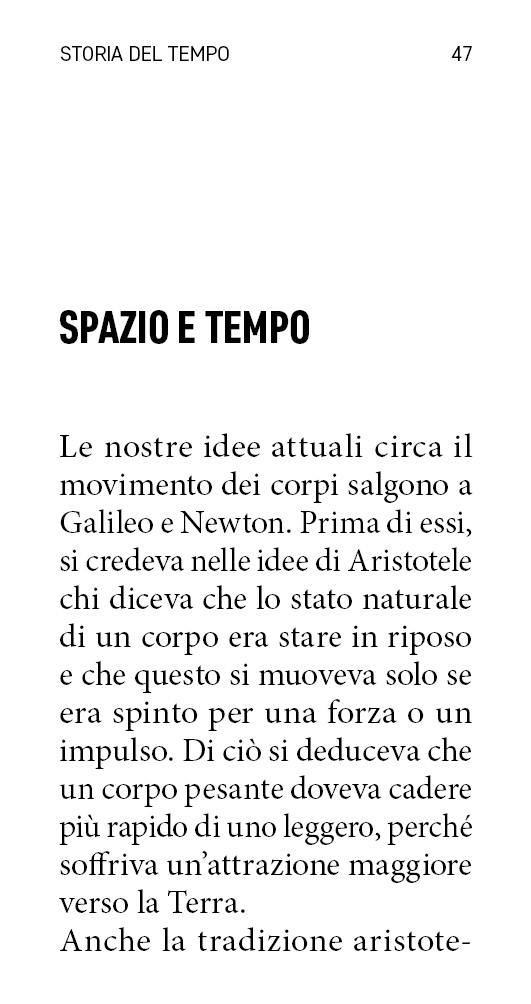 STORIA DEL TEMPO 47
SPAZIO E TEMPO
Le nostre idee attuali circa il
movimento dei corpi salgono a
Galileo e Newton. Prima di essi,
si credeva nelle idee di Aristotele
chi diceva che lo stato naturale
di un corpo era stare in riposo
e che questo si muoveva solo se
era spinto per una forza o un
impulso. Di ciò si deduceva che
un corpo pesante doveva cadere
più rapido di uno leggero, perché
soffriva un’attrazione maggiore
verso la Terra.
Anche la tradizione aristote-